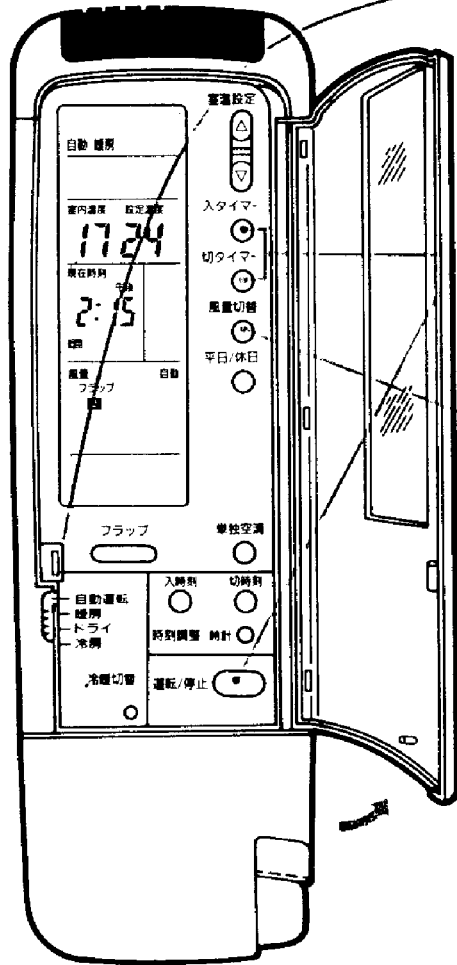 室温設定
自動 暖房
室内温度 設定温度
17 24
入タイマー
切タイマー
現在時刻
午後
2:15
風量切替
平日/休日
風量 自動
フラップ
フラップ
単独空調
入時刻 切時刻
時刻調整 時計
自動運転
暖房
ドライ
冷房
冷暖切替
運転/停止